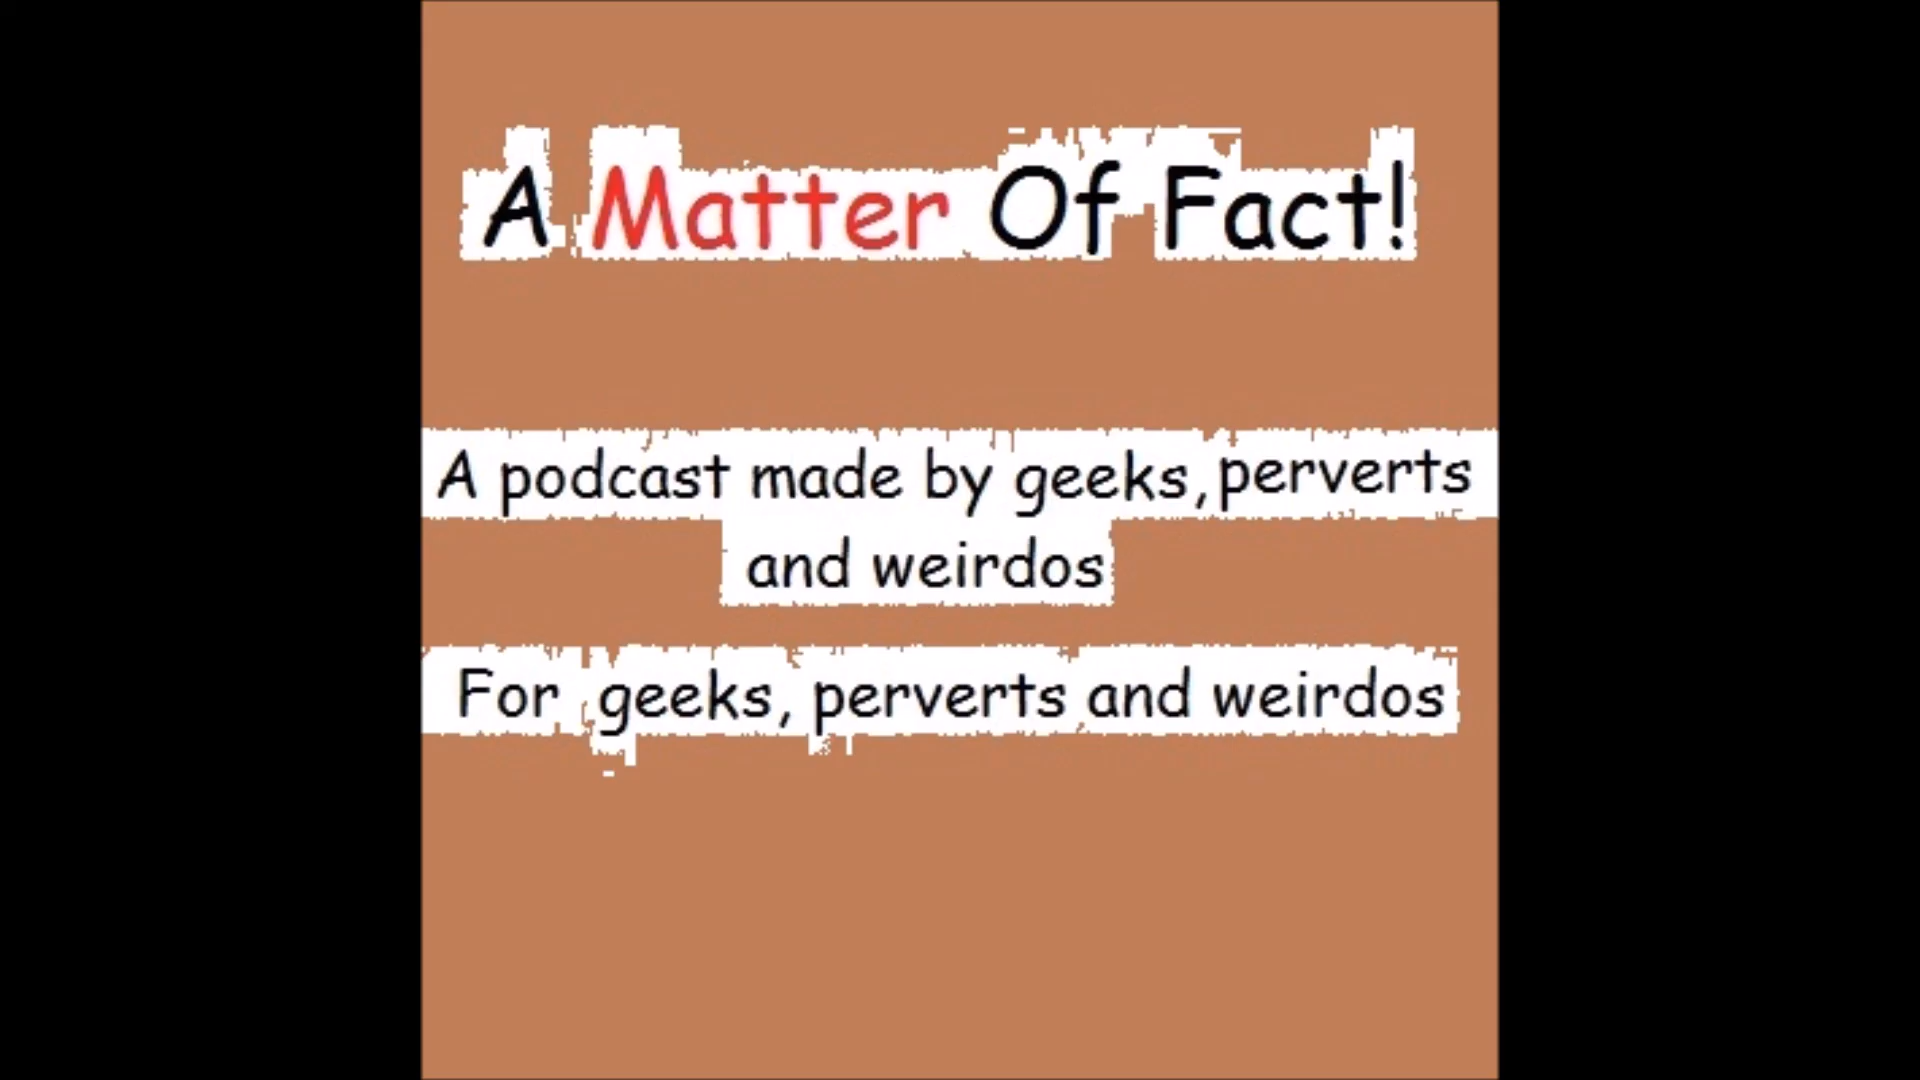 A Matter Of Fact!
A podcast made by geeks, perverts
and weirdos
For geeks, perverts and weirdos